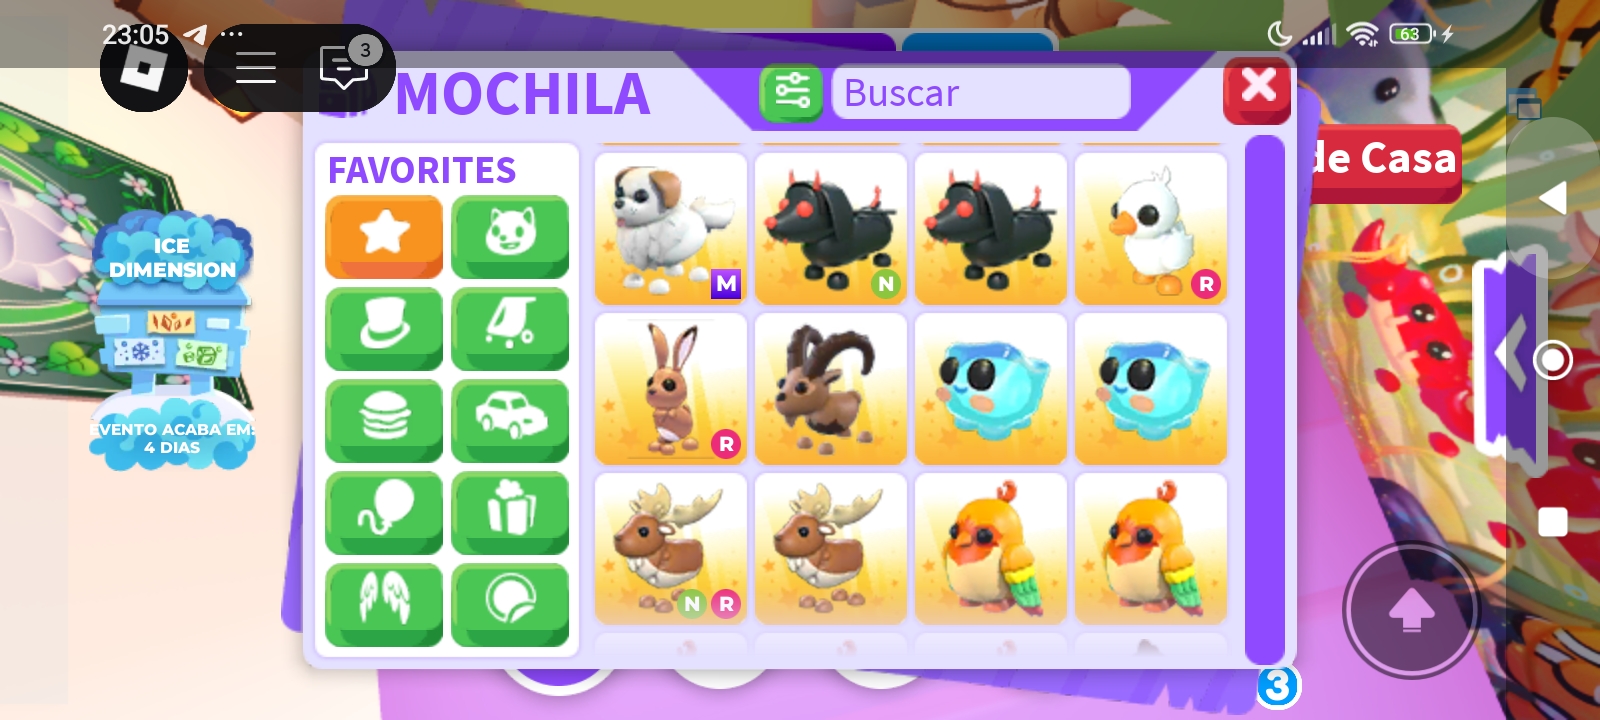 23:05
3
63
MOCHILA
Buscar
de Casa
FAVORITES
M
N
R
ICE
DIMENSION
R
EVENTO ACABA EM:
4 DIAS
N R
3